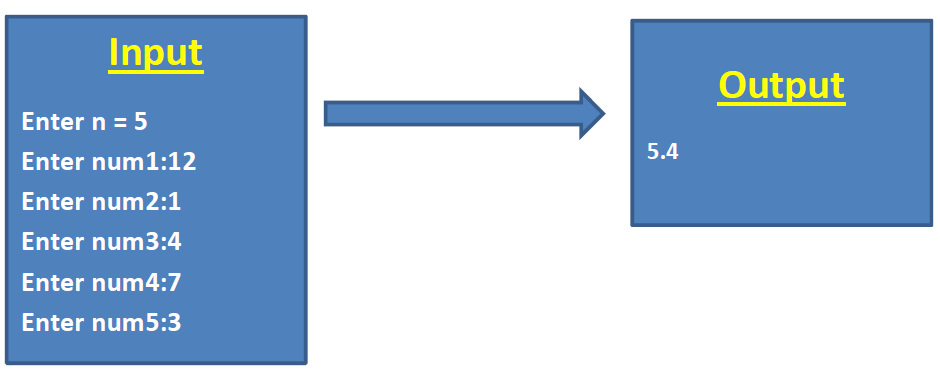 Input
Enter n = 5
Enter num1:12
Enter num2:1
Enter num3:4
Enter num4:7
Enter num5:3
Output
5.4